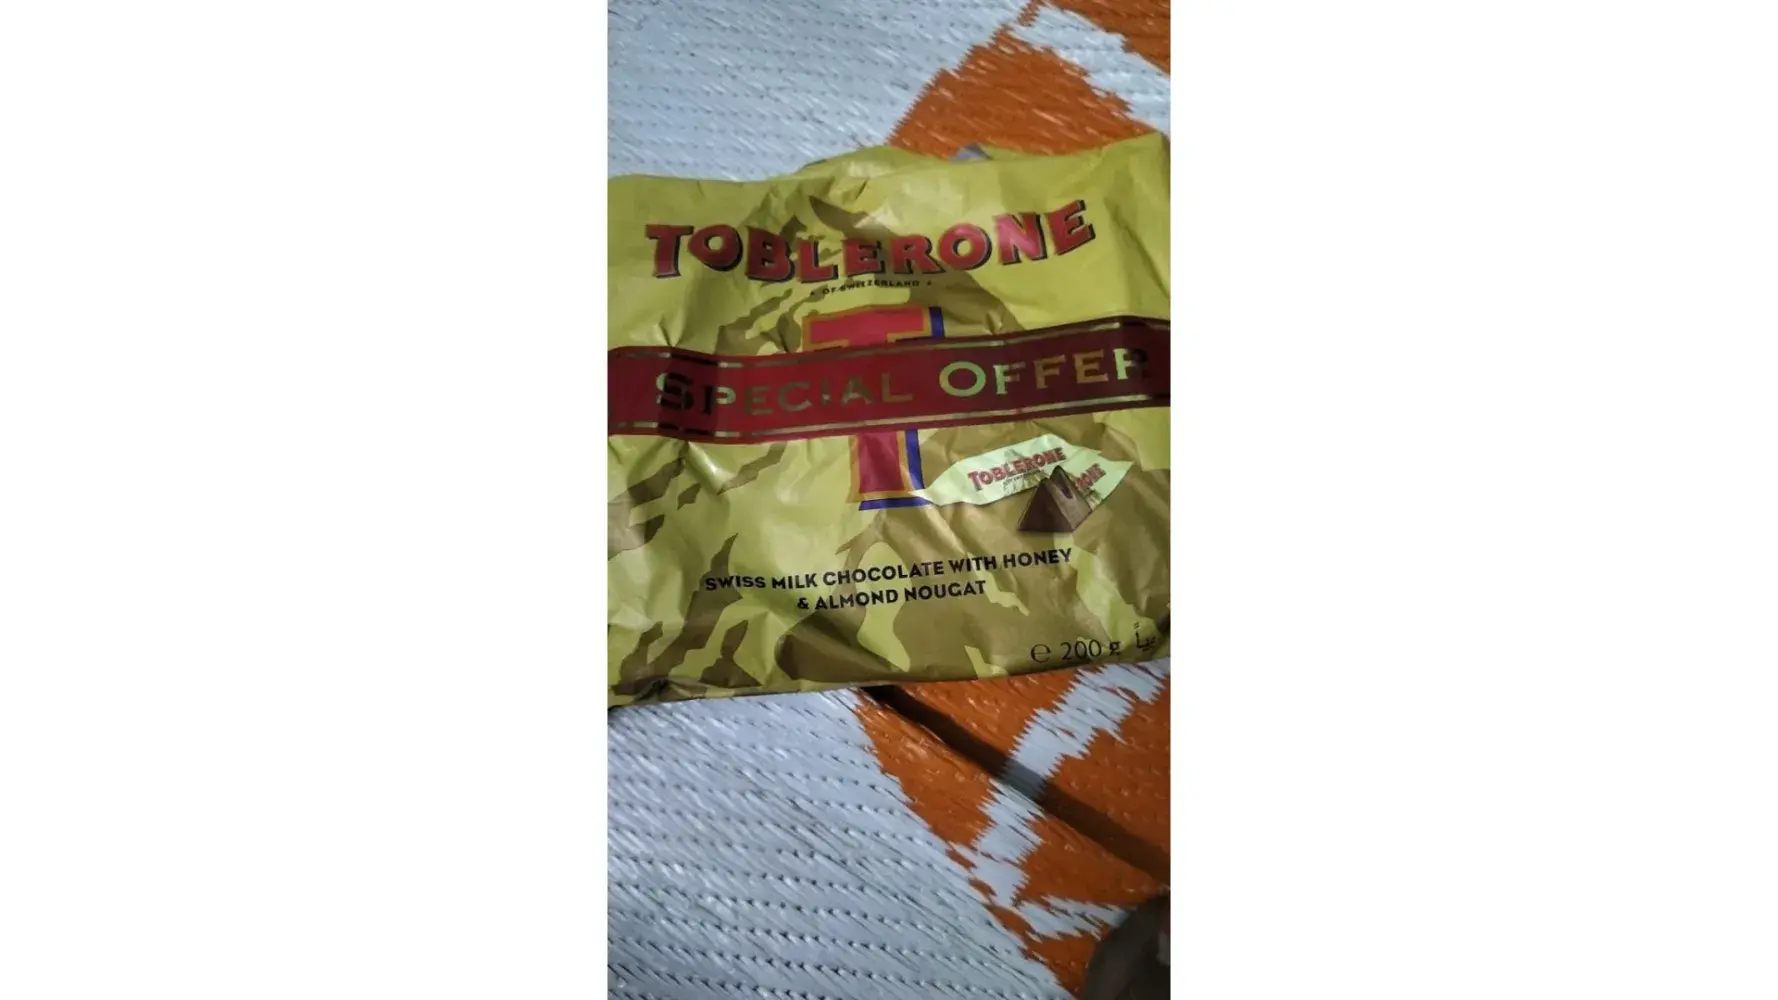 TOBLERONE
OF SWITZERLAND
T
SPECIAL OFFER
TOBLERONE
SWISS MILK CHOCOLATE WITH HONEY
& ALMOND NOUGAT
℮ 200 g